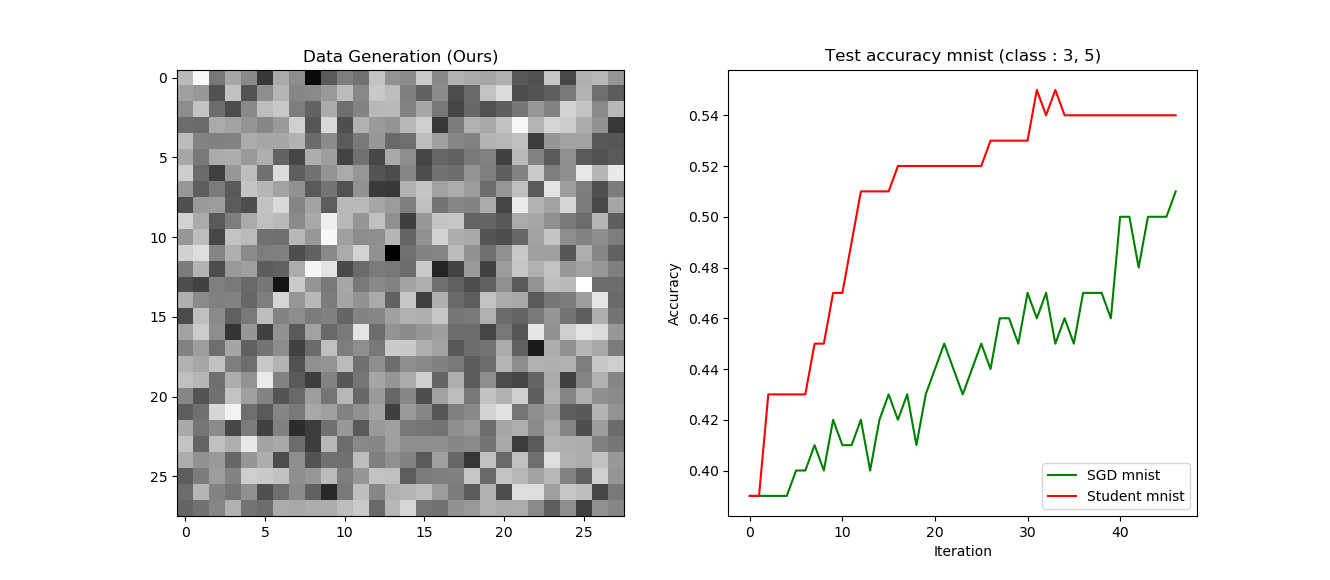 Data Generation (Ours)
0
5
10
15
20
25
0 5 10 15 20 25
Test accuracy mnist (class : 3, 5)
Accuracy
0.54
0.52
0.50
0.48
0.46
0.44
0.42
0.40
SGD mnist
Student mnist
0 10 20 30 40
Iteration